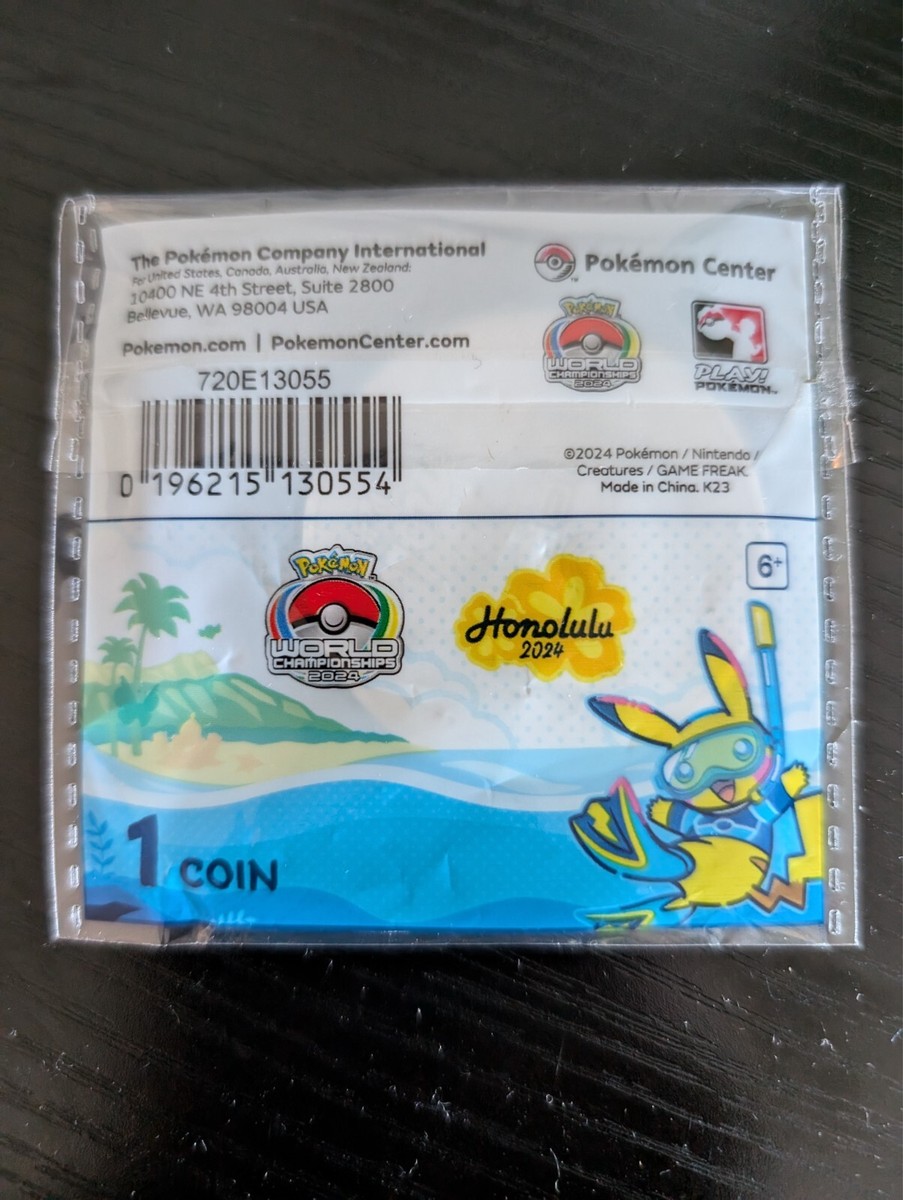 The Pokémon Company International
For United States, Canada, Australia, New Zealand:
10400 NE 4th Street, Suite 2800
Bellevue, WA 98004 USA
Pokemon.com | PokemonCenter.com
720E13055
0 196215 130554
Pokémon Center
POKéMON
WORLD
CHAMPIONSHIPS
2024
PLAY!
POKéMON™
©2024 Pokémon / Nintendo /
Creatures / GAME FREAK.
Made in China. K23
POKéMON™
WORLD
CHAMPIONSHIPS
2024
Honolulu
2024
6+
1 COIN